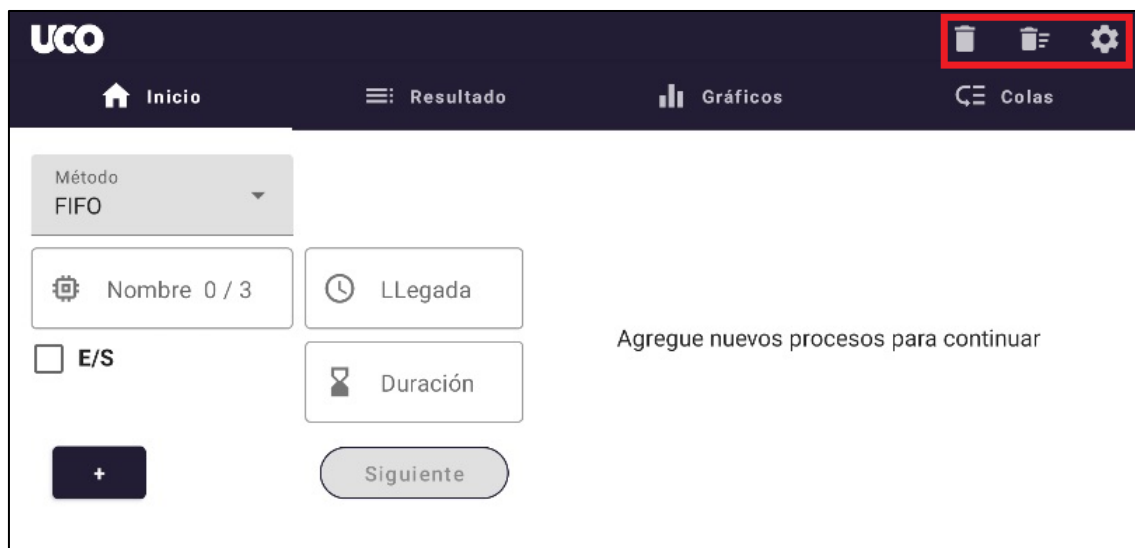 UCO
Inicio
Resultado
Gráficos
Colas
Método
FIFO
Nombre 0 / 3
LLegada
E/S
Duración
Agregue nuevos procesos para continuar
+
Siguiente